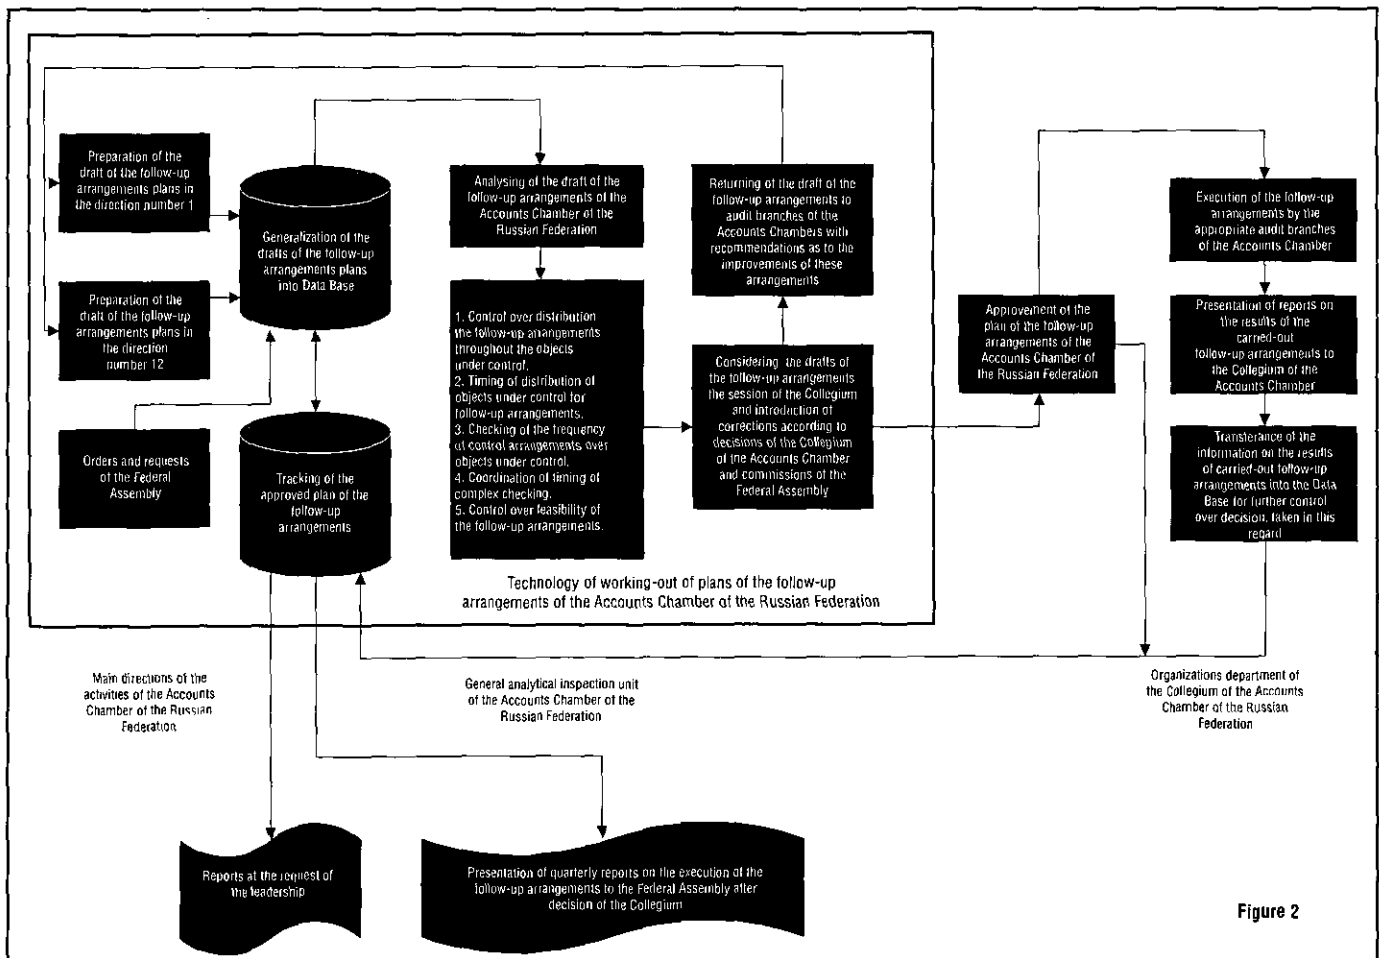 Preparation of the
draft of the follow-up
arrangements plans in
the direction number 1
Preparation of the
draft of the follow-up
arrangements plans in
the direction
number 12
Orders and requests
of the Federal
Assembly
Generalization of the
drafts of the follow-up
arrangements plans
into Data Base
Tracking of the
approved plan of the
follow-up
arrangements
Analysing of the draft of the
follow-up arrangements of the
Accounts Chamber of the
Russian Federation
1. Control over distribution
the follow-up arrangements
throughout the objects
under control.
2. Timing of distribution of
objects under control for
follow-up arrangements.
3. Checking of the frequency
of control arrangements over
objects under control.
4. Coordination of timing of
complex checking.
5. Control over feasibility of
the follow-up arrangements.
Returning of the draft of the
follow-up arrangements to
audit branches of the
Accounts Chambers with
recommendations as to the
improvements of these
arrangements
Considering the drafts of
the follow-up arrangements
the session of the Collegium
and introduction of
corrections according to
decisions of the Collegium
of the Accounts Chamber
and commissions of the
Federal Assembly
Technology of working-out of plans of the follow-up
arrangements of the Accounts Chamber of the Russian Federation
Approvement of the
plan of the follow-up
arrangements of the
Accounts Chamber of
the Russian Federation
Execution of the follow-up
arrangements by the
appropriate audit branches
of the Accounts Chamber
Presentation of reports on
the results of the
carried-out
follow-up arrangements to
the Collegium of the
Accounts Chamber
Transferance of the
information on the results
of carried-out follow-up
arrangements into the Data
Base for further control
over decision, taken in this
regard
Main directions of the
activities of the Accounts
Chamber of the Russian
Federation
General analytical inspection unit
of the Accounts Chamber of the
Russian Federation
Organizations department of
the Collegium of the Accounts
Chamber of the Russian
Federation
Reports at the request of
the leadership
Presentation of quarterly reports on the execution of the
follow-up arrangements to the Federal Assembly after
decision of the Collegium
Figure 2